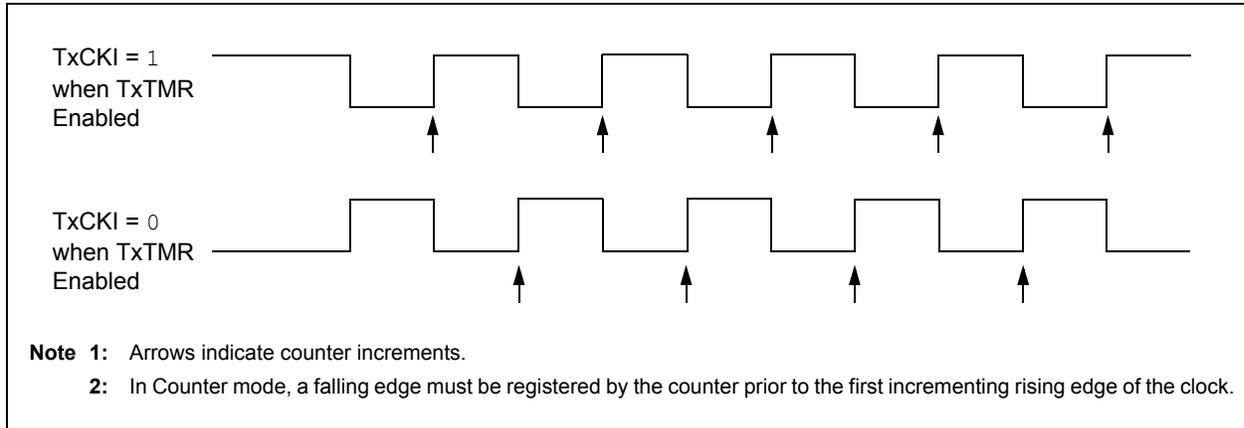 TxCKI = 1
when TxTMR
Enabled
TxCKI = 0
when TxTMR
Enabled
Note 1: Arrows indicate counter increments.
2: In Counter mode, a falling edge must be registered by the counter prior to the first incrementing rising edge of the clock.